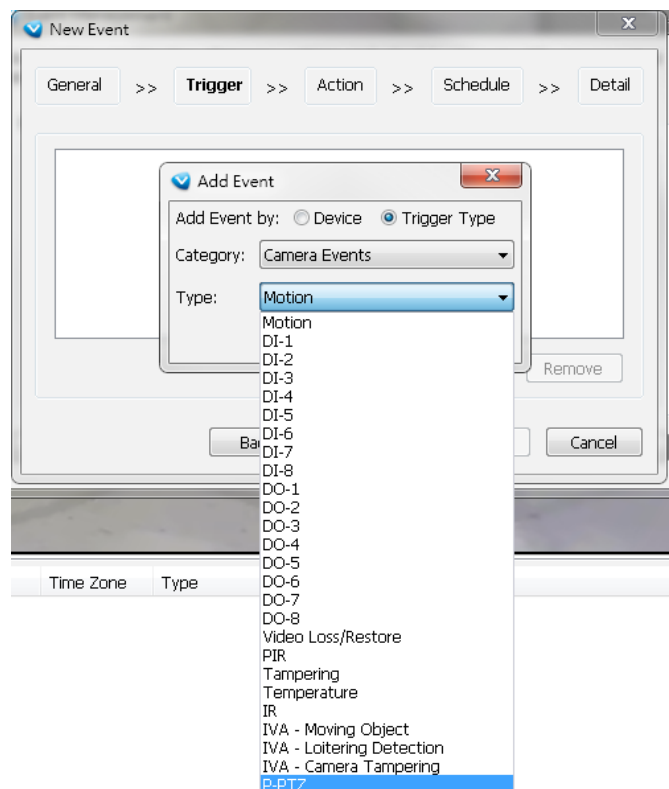 New Event
General >> Trigger >> Action >> Schedule >> Detail
Add Event
Add Event by: Device Trigger Type
Category: Camera Events
Type: Motion
Motion
DI-1
DI-2
DI-3
DI-4
DI-5
DI-6
DI-7
DI-8
DO-1
DO-2
DO-3
DO-4
DO-5
DO-6
DO-7
DO-8
Video Loss/Restore
PIR
Tampering
Temperature
IR
IVA - Moving Object
IVA - Loitering Detection
IVA - Camera Tampering
P-PTZ
Remove
Cancel
Time Zone Type